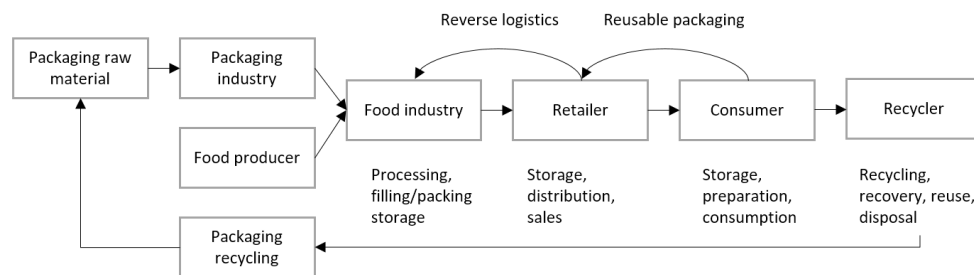 Reverse logistics
Reusable packaging
Packaging raw
material
Packaging
industry
Food producer
Food industry
Retailer
Consumer
Recycler
Processing,
filling/packing
storage
Storage,
distribution,
sales
Storage,
preparation,
consumption
Recycling,
recovery, reuse,
disposal
Packaging
recycling